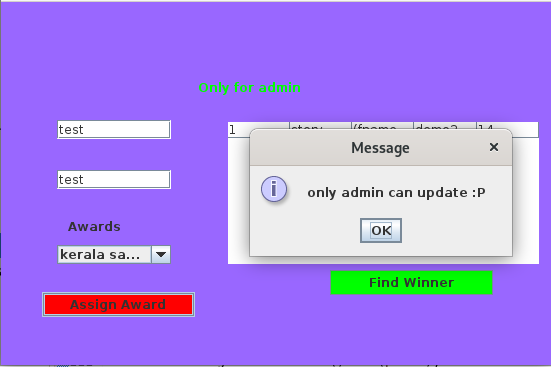 Only for admin
test
1 story (fname demo2 14
Message
only admin can update :P
test
OK
Awards
kerala sa...
Find Winner
Assign Award